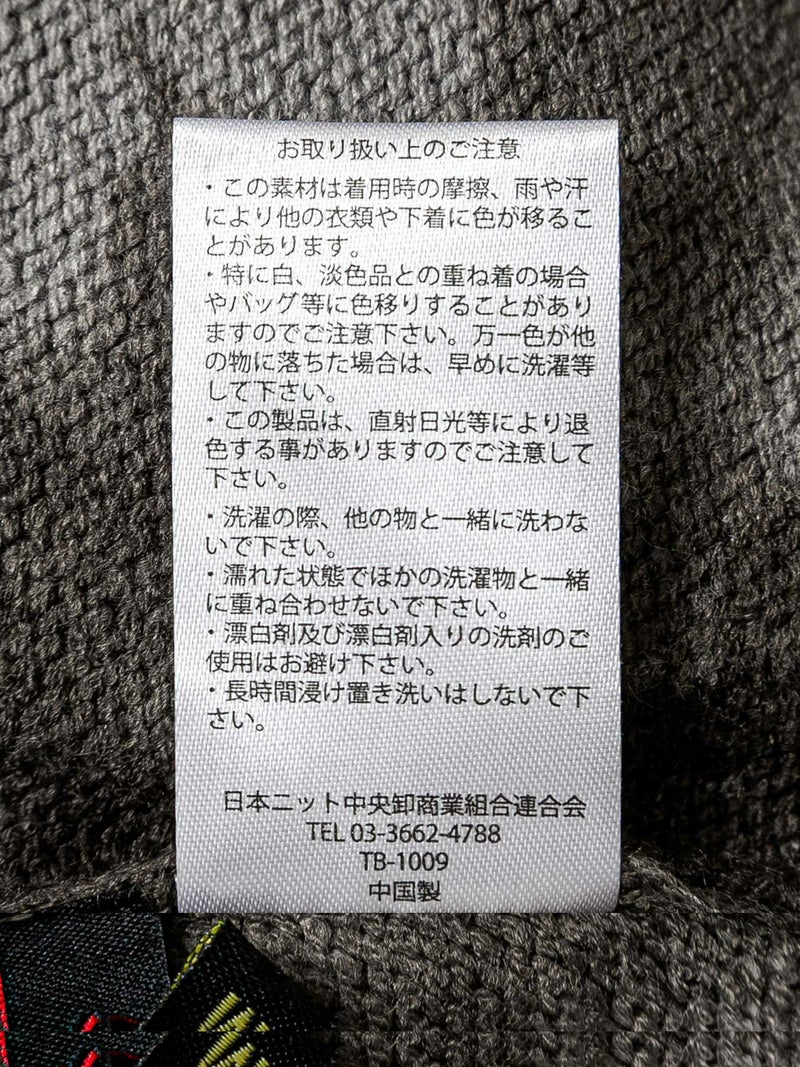 お取り扱い上のご注意
・この素材は着用時の摩擦、雨や汗
により他の衣類や下着に色が移るこ
とがあります。
・特に白、淡色品との重ね着の場合
やバッグ等に色移りすることがあり
ますのでご注意下さい。万一色が他
の物に落ちた場合は、早めに洗濯等
して下さい。
・この製品は、直射日光等により退
色する事がありますのでご注意して
下さい。
・洗濯の際、他の物と一緒に洗わな
いで下さい。
・濡れた状態でほかの洗濯物と一緒
に重ね合わせないで下さい。
・漂白剤及び漂白剤入りの洗剤のご
使用はお避け下さい。
・長時間浸け置き洗いはしないで下
さい。
日本ニット中央卸商業組合連合会
TEL 03-3662-4788
TB-1009
中国製